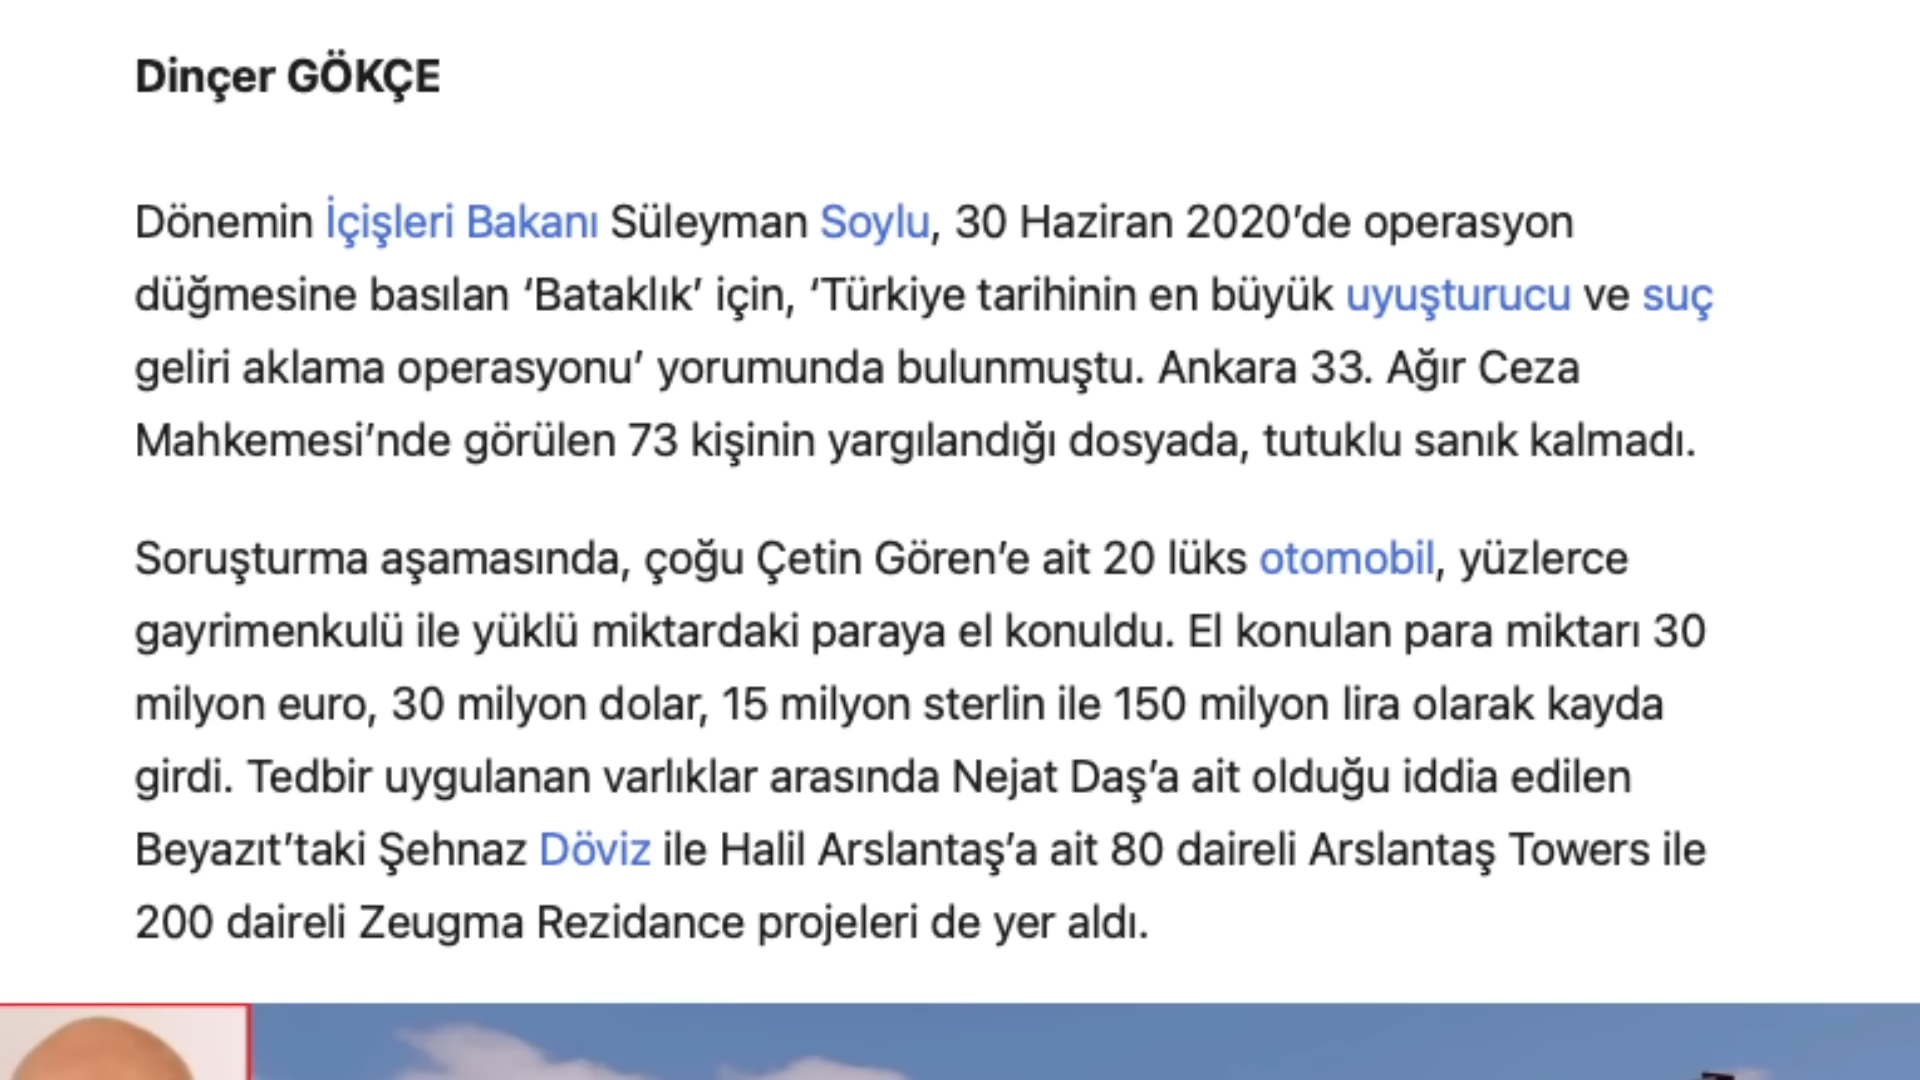 Dinçer GÖKÇE
Dönemin İçişleri Bakanı Süleyman Soylu, 30 Haziran 2020’de operasyon
düğmesine basılan ‘Bataklık’ için, ‘Türkiye tarihinin en büyük uyuşturucu ve suç
geliri aklama operasyonu’ yorumunda bulunmuştu. Ankara 33. Ağır Ceza
Mahkemesi’nde görülen 73 kişinin yargılandığı dosyada, tutuklu sanık kalmadı.
Soruşturma aşamasında, çoğu Çetin Gören’e ait 20 lüks otomobil, yüzlerce
gayrimenkulü ile yüklü miktardaki paraya el konuldu. El konulan para miktarı 30
milyon euro, 30 milyon dolar, 15 milyon sterlin ile 150 milyon lira olarak kayda
girdi. Tedbir uygulanan varlıklar arasında Nejat Daş’a ait olduğu iddia edilen
Beyazıt’taki Şehnaz Döviz ile Halil Arslantaş’a ait 80 daireli Arslantaş Towers ile
200 daireli Zeugma Rezidance projeleri de yer aldı.